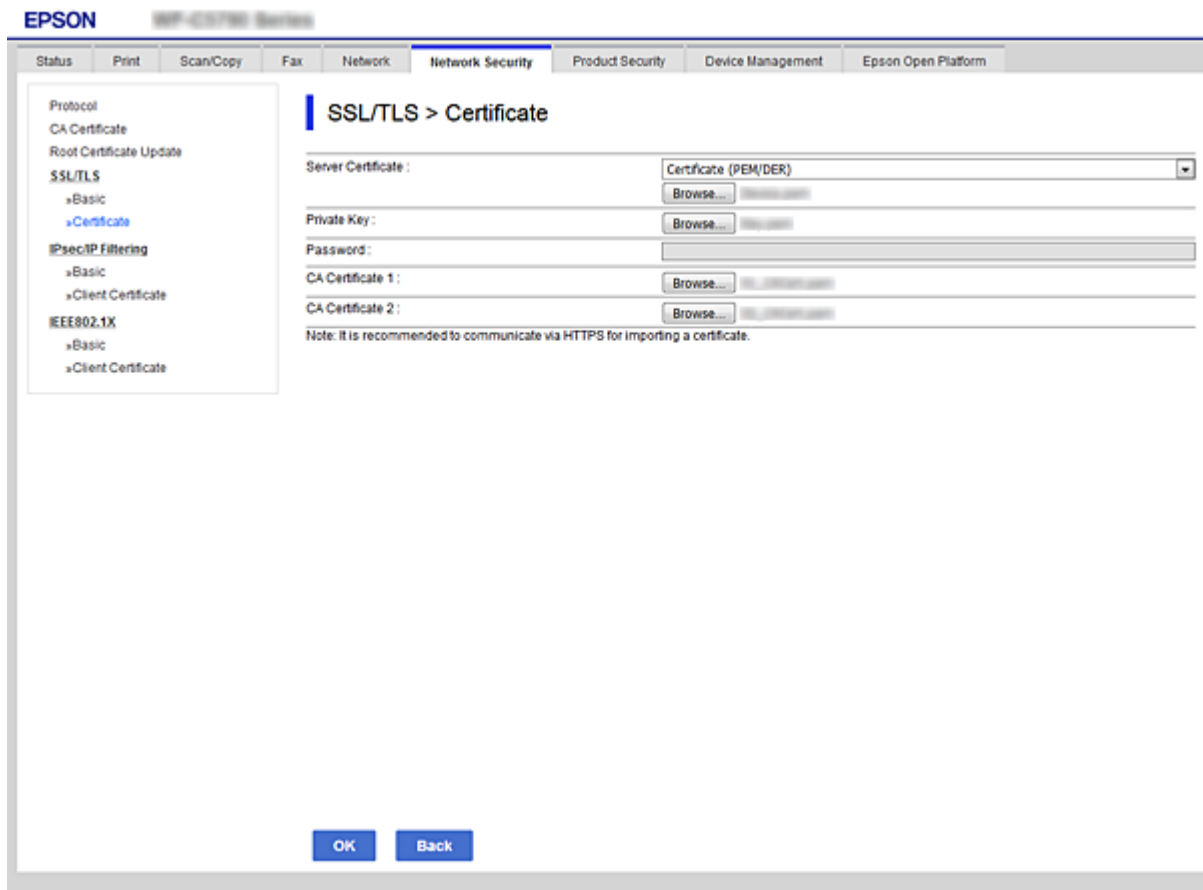 EPSON
Status Print Scan/Copy Fax Network Network Security Product Security Device Management Epson Open Platform
Protocol
CA Certificate
Root Certificate Update
SSL/TLS
»Basic
»Certificate
IPsec/IP Filtering
»Basic
»Client Certificate
IEEE802.1X
»Basic
»Client Certificate
SSL/TLS > Certificate
Server Certificate : Certificate (PEM/DER)
Browse...
Private Key : Browse...
Password :
CA Certificate 1 : Browse...
CA Certificate 2 : Browse...
Note: It is recommended to communicate via HTTPS for importing a certificate.
OK Back